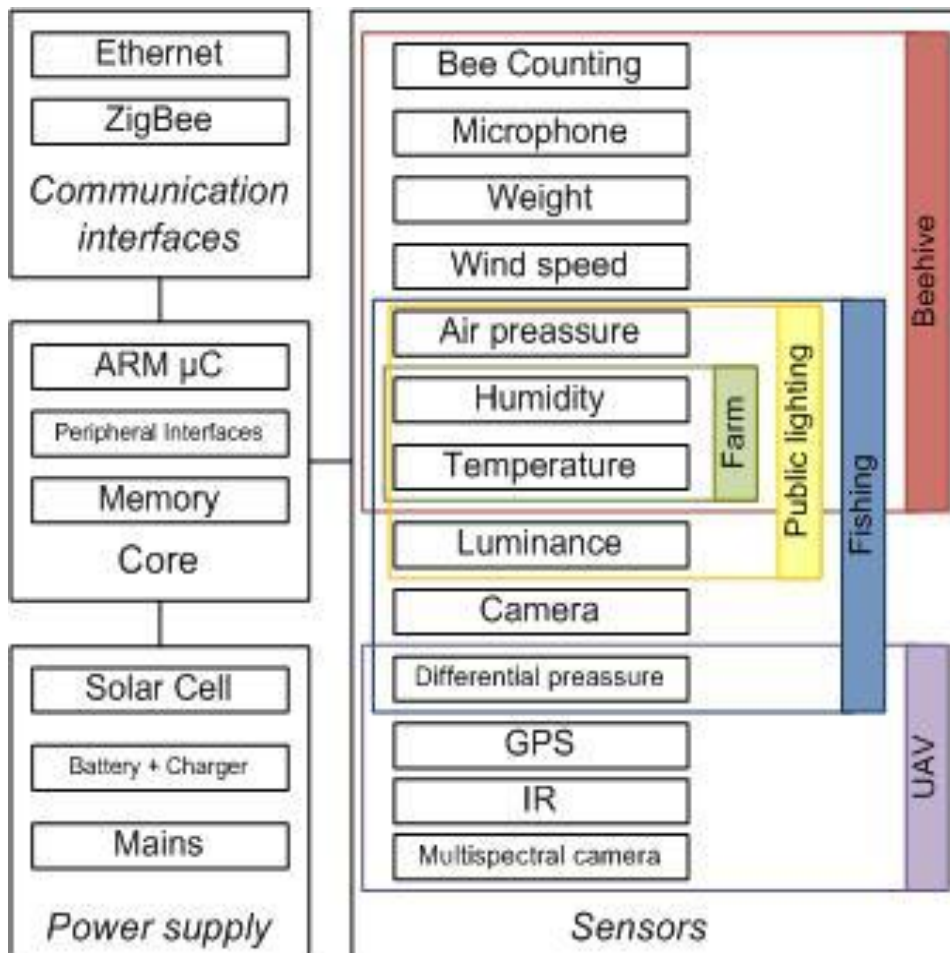 Ethernet
ZigBee
Communication
interfaces
ARM µC
Peripheral Interfaces
Memory
Core
Solar Cell
Battery + Charger
Mains
Power supply
Bee Counting
Microphone
Weight
Wind speed
Air preassure
Humidity
Temperature
Luminance
Camera
Differential preassure
GPS
IR
Multispectral camera
Sensors
Farm
Public lighting
Fishing
Beehive
UAV